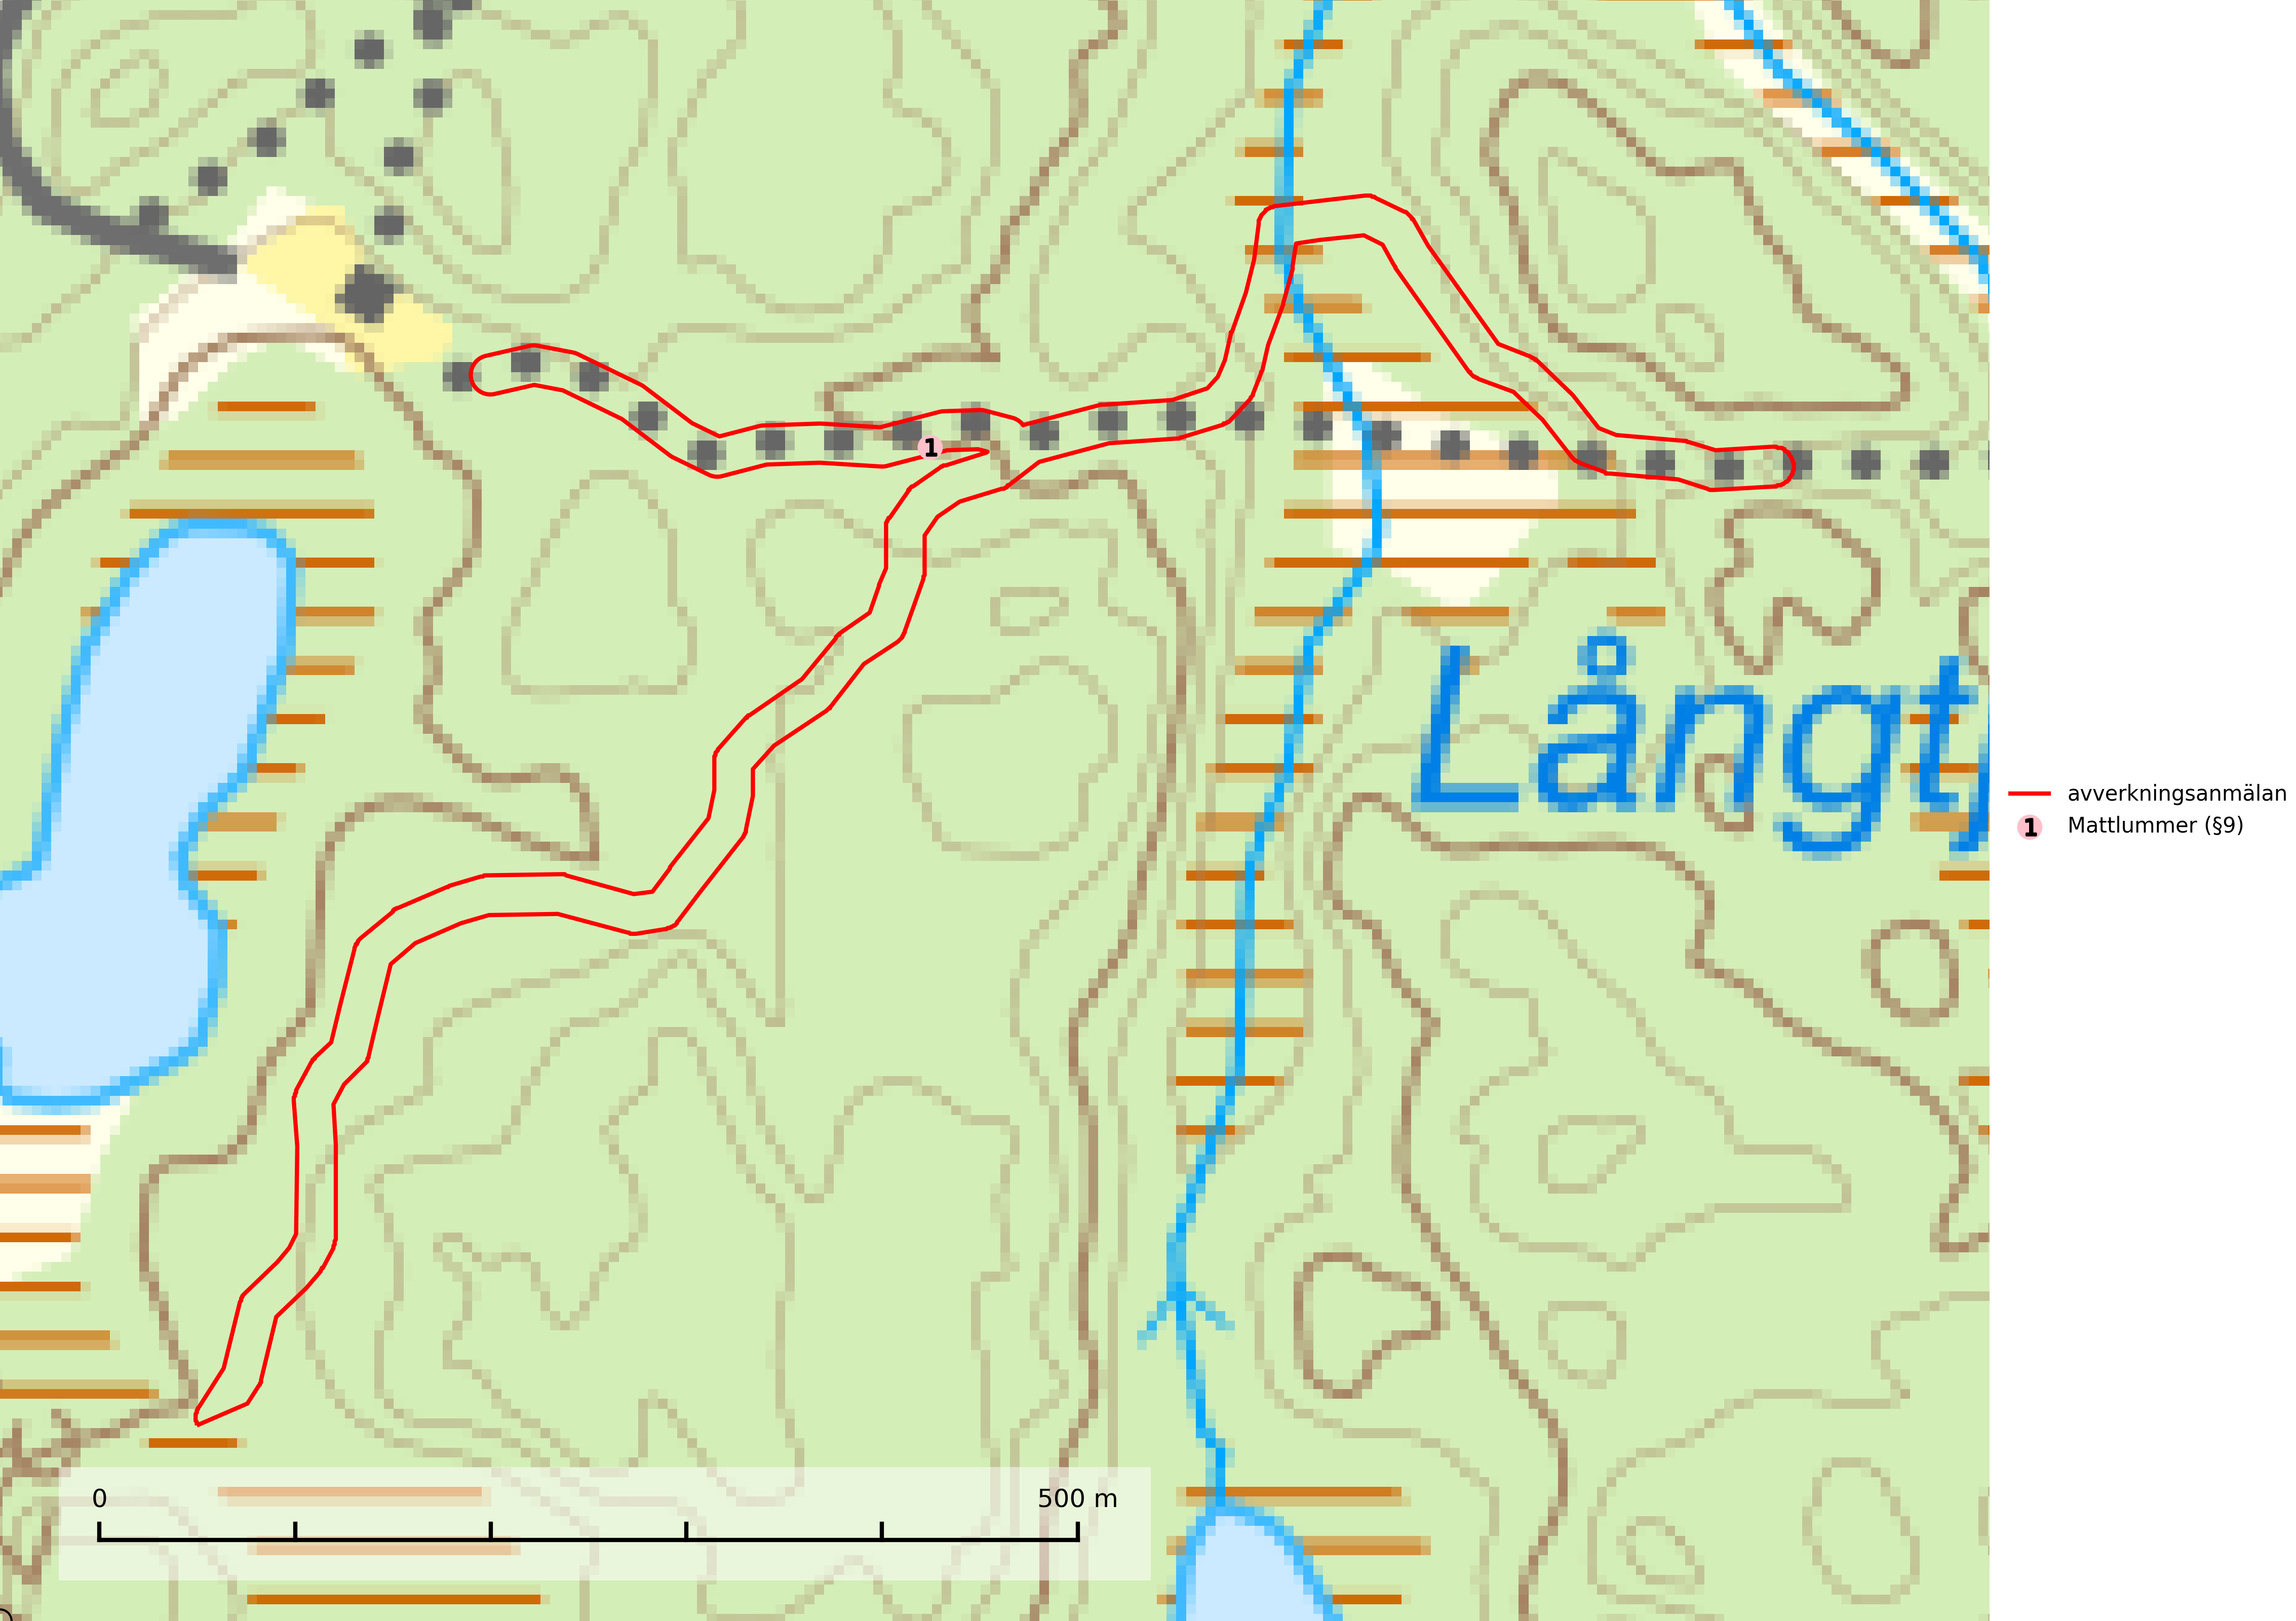 1
Långt
avverkningsanmälan
1 Mattlummer (§9)
0 500 m